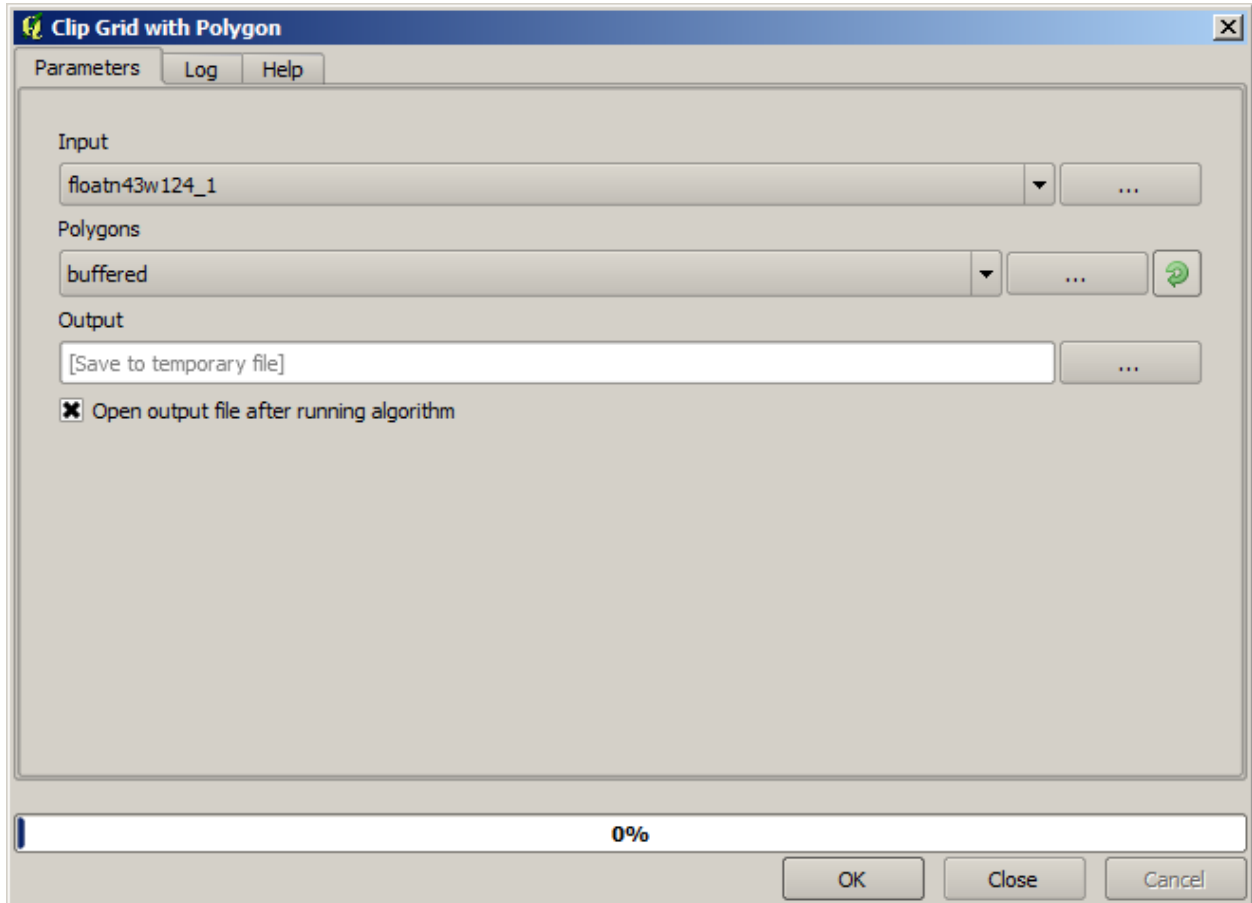 Clip Grid with Polygon
Parameters Log Help
Input
floatn43w124_1 ...
Polygons
buffered ...
Output
[Save to temporary file] ...
Open output file after running algorithm
0%
OK Close Cancel